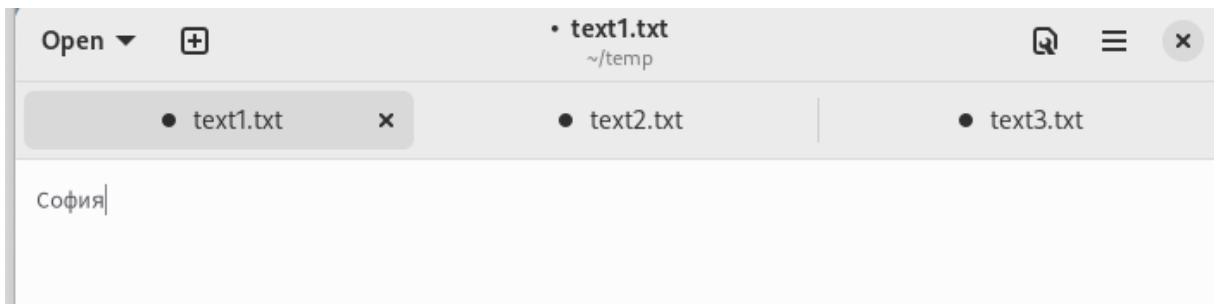 Open
• text1.txt
~/temp
• text1.txt
• text2.txt
• text3.txt
София